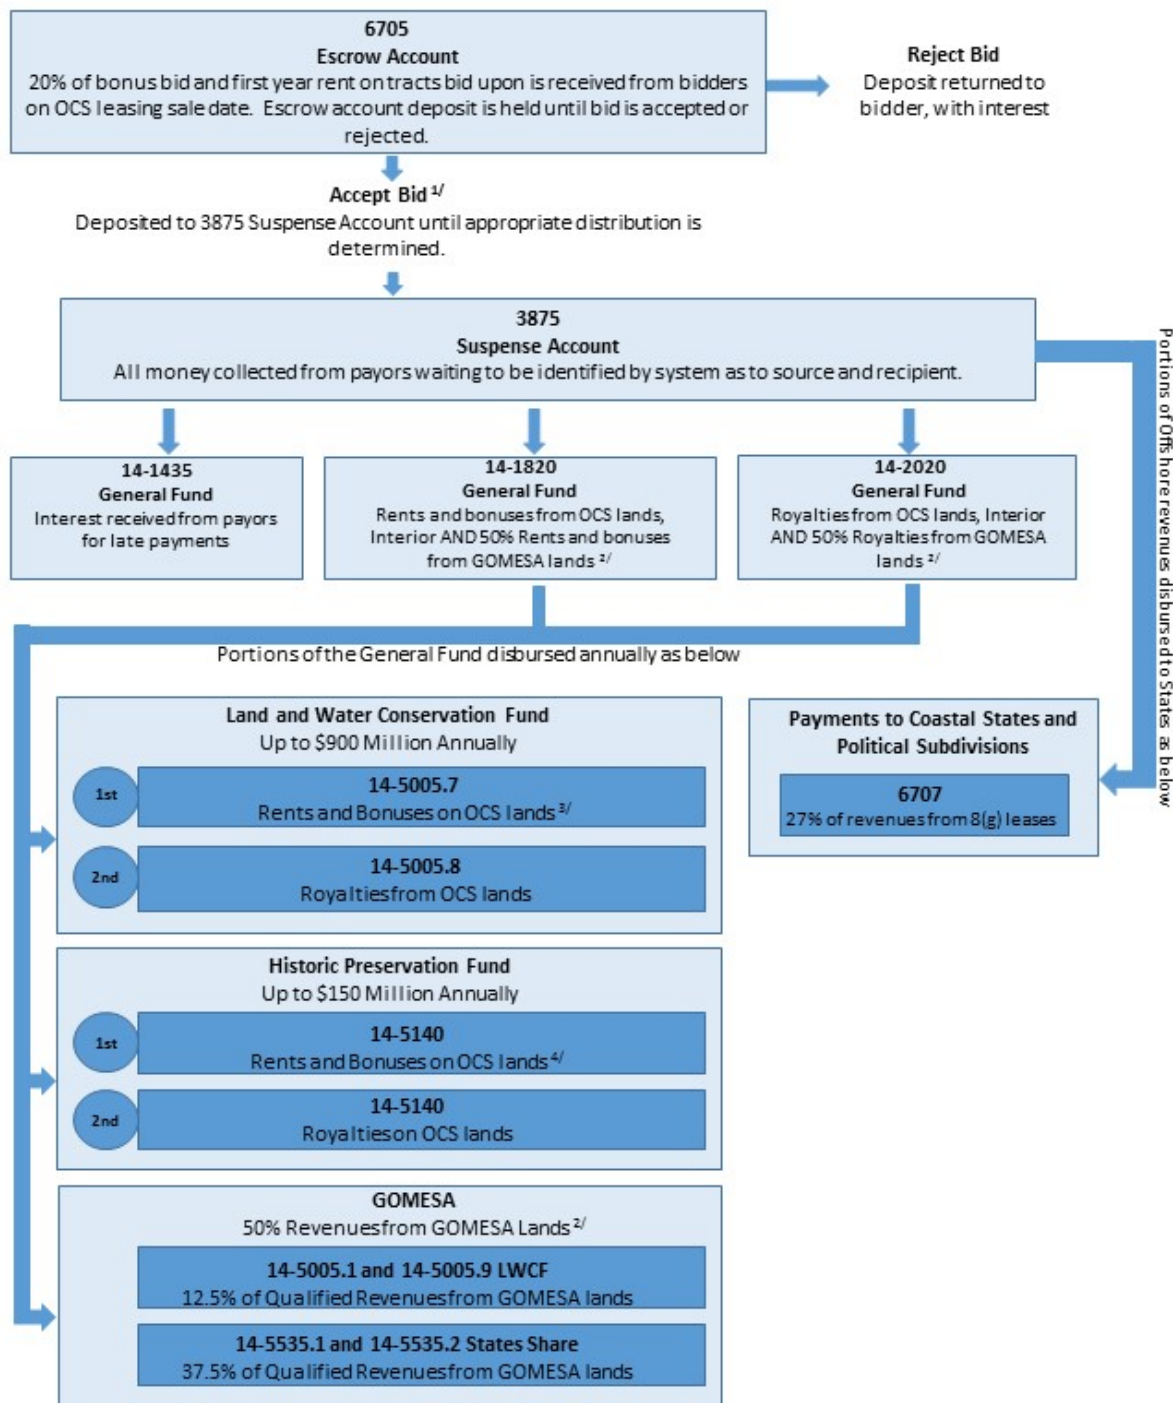 6705
Escrow Account
20% of bonus bid and first year rent on tracts bid upon is received from bidders
on OCS leasing sale date. Escrow account deposit is held until bid is accepted or
rejected.
Reject Bid
Deposit returned to
bidder, with interest
Accept Bid 1/
Deposited to 3875 Suspense Account until appropriate distribution is
determined.
3875
Suspense Account
All money collected from payors waiting to be identified by system as to source and recipient.
Portions of Offshore revenues disbursed to States as below
14-1435
General Fund
Interest received from payors
for late payments
14-1820
General Fund
Rents and bonuses from OCS lands,
Interior AND 50% Rents and bonuses
from GOMESA lands 2/
14-2020
General Fund
Royalties from OCS lands, Interior
AND 50% Royalties from GOMESA
lands 2/
Portions of the General Fund disbursed annually as below
Land and Water Conservation Fund
Up to $900 Million Annually
1st
14-5005.7
Rents and Bonuses on OCS lands 3/
2nd
14-5005.8
Royalties from OCS lands
Payments to Coastal States and
Political Subdivisions
6707
27% of revenues from 8(g) leases
Historic Preservation Fund
Up to $150 Million Annually
1st
14-5140
Rents and Bonuses on OCS lands 4/
2nd
14-5140
Royalties on OCS lands
GOMESA
50% Revenues from GOMESA Lands 2/
14-5005.1 and 14-5005.9 LWCF
12.5% of Qualified Revenues from GOMESA lands
14-5535.1 and 14-5535.2 States Share
37.5% of Qualified Revenues from GOMESA lands